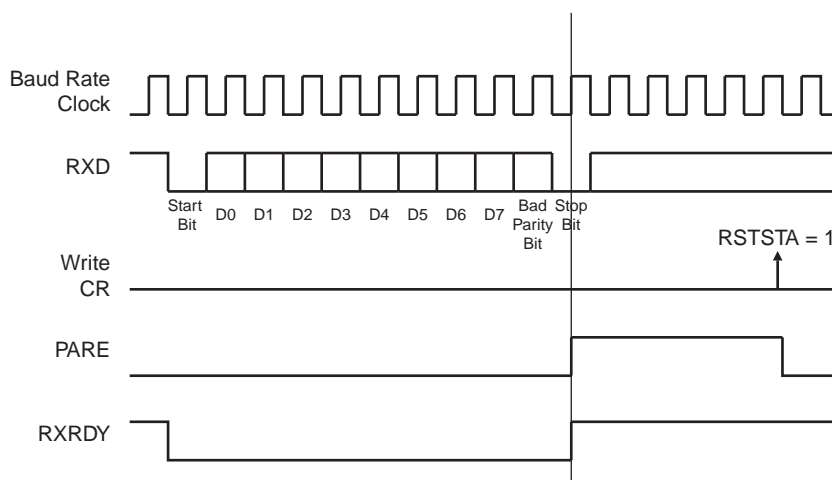 Baud Rate
Clock
RXD
Start
Bit
D0
D1
D2
D3
D4
D5
D6
D7
Bad
Parity
Bit
Stop
Bit
RSTSTA = 1
Write
CR
PARE
RXRDY